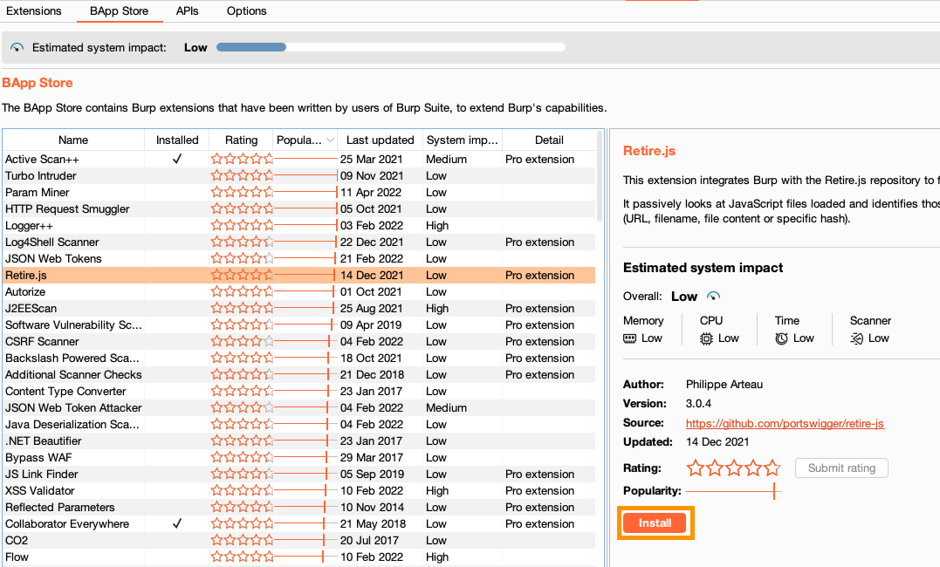 Extensions BApp Store APIs Options
Estimated system impact: Low
BApp Store
The BApp Store contains Burp extensions that have been written by users of Burp Suite, to extend Burp's capabilities.
Name Installed Rating Popula... Last updated System imp... Detail
Active Scan++ ✓ 25 Mar 2021 Medium Pro extension
Turbo Intruder 09 Nov 2021 Low
Param Miner 11 Apr 2022 Low
HTTP Request Smuggler 05 Oct 2021 Low
Logger++ 03 Feb 2022 High
Log4Shell Scanner 22 Dec 2021 Low Pro extension
JSON Web Tokens 21 Feb 2022 Low
Retire.js 14 Dec 2021 Low Pro extension
Autorize 01 Oct 2021 Low
J2EEScan 25 Aug 2021 High Pro extension
Software Vulnerability Sc... 09 Apr 2019 Low Pro extension
CSRF Scanner 04 Feb 2022 Low Pro extension
Backslash Powered Sca... 18 Oct 2021 Low Pro extension
Additional Scanner Checks 21 Dec 2018 Low Pro extension
Content Type Converter 23 Jan 2017 Low
JSON Web Token Attacker 04 Feb 2022 Medium
Java Deserialization Sca... 04 Feb 2022 Low Pro extension
.NET Beautifier 23 Jan 2017 Low
Bypass WAF 29 Mar 2017 Low
JS Link Finder 05 Sep 2019 Low Pro extension
XSS Validator 10 Feb 2022 High Pro extension
Reflected Parameters 10 Nov 2014 Low Pro extension
Collaborator Everywhere ✓ 21 May 2018 Low Pro extension
CO2 20 Jul 2017 Low
Flow 10 Feb 2022 High
Retire.js
This extension integrates Burp with the Retire.js repository to f
It passively looks at JavaScript files loaded and identifies thos
(URL, filename, file content or specific hash).
Estimated system impact
Overall: Low
Memory CPU Time Scanner
Low Low Low Low
Author: Philippe Arteau
Version: 3.0.4
Source: https://github.com/portswigger/retire-js
Updated: 14 Dec 2021
Rating: Submit rating
Popularity:
Install